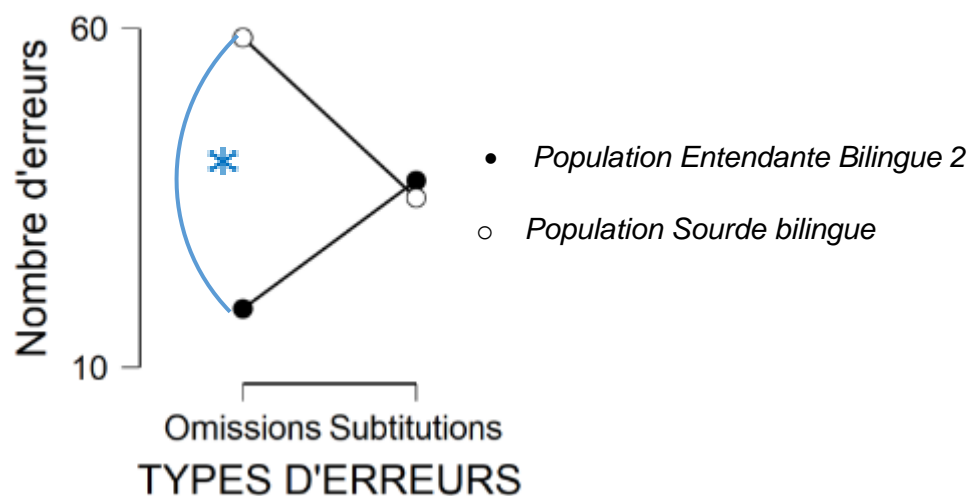 60
Nombre d'erreurs
10
Omissions Subtitutions
TYPES D'ERREURS
Population Entendante Bilingue 2
Population Sourde bilingue